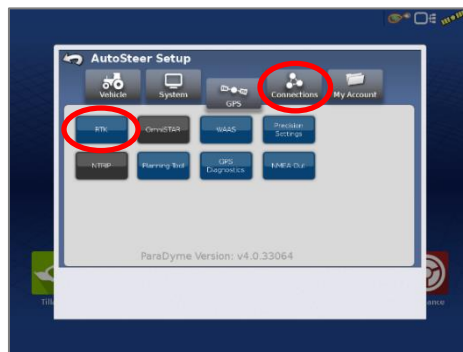 AutoSteer Setup
Vehicle System GPS Connections My Account
RTK OmniSTAR WAAS Precision Settings
NTRIP Planning Tool GPS Diagnostics NMEA Out
ParaDyme Version: v4.0.33064